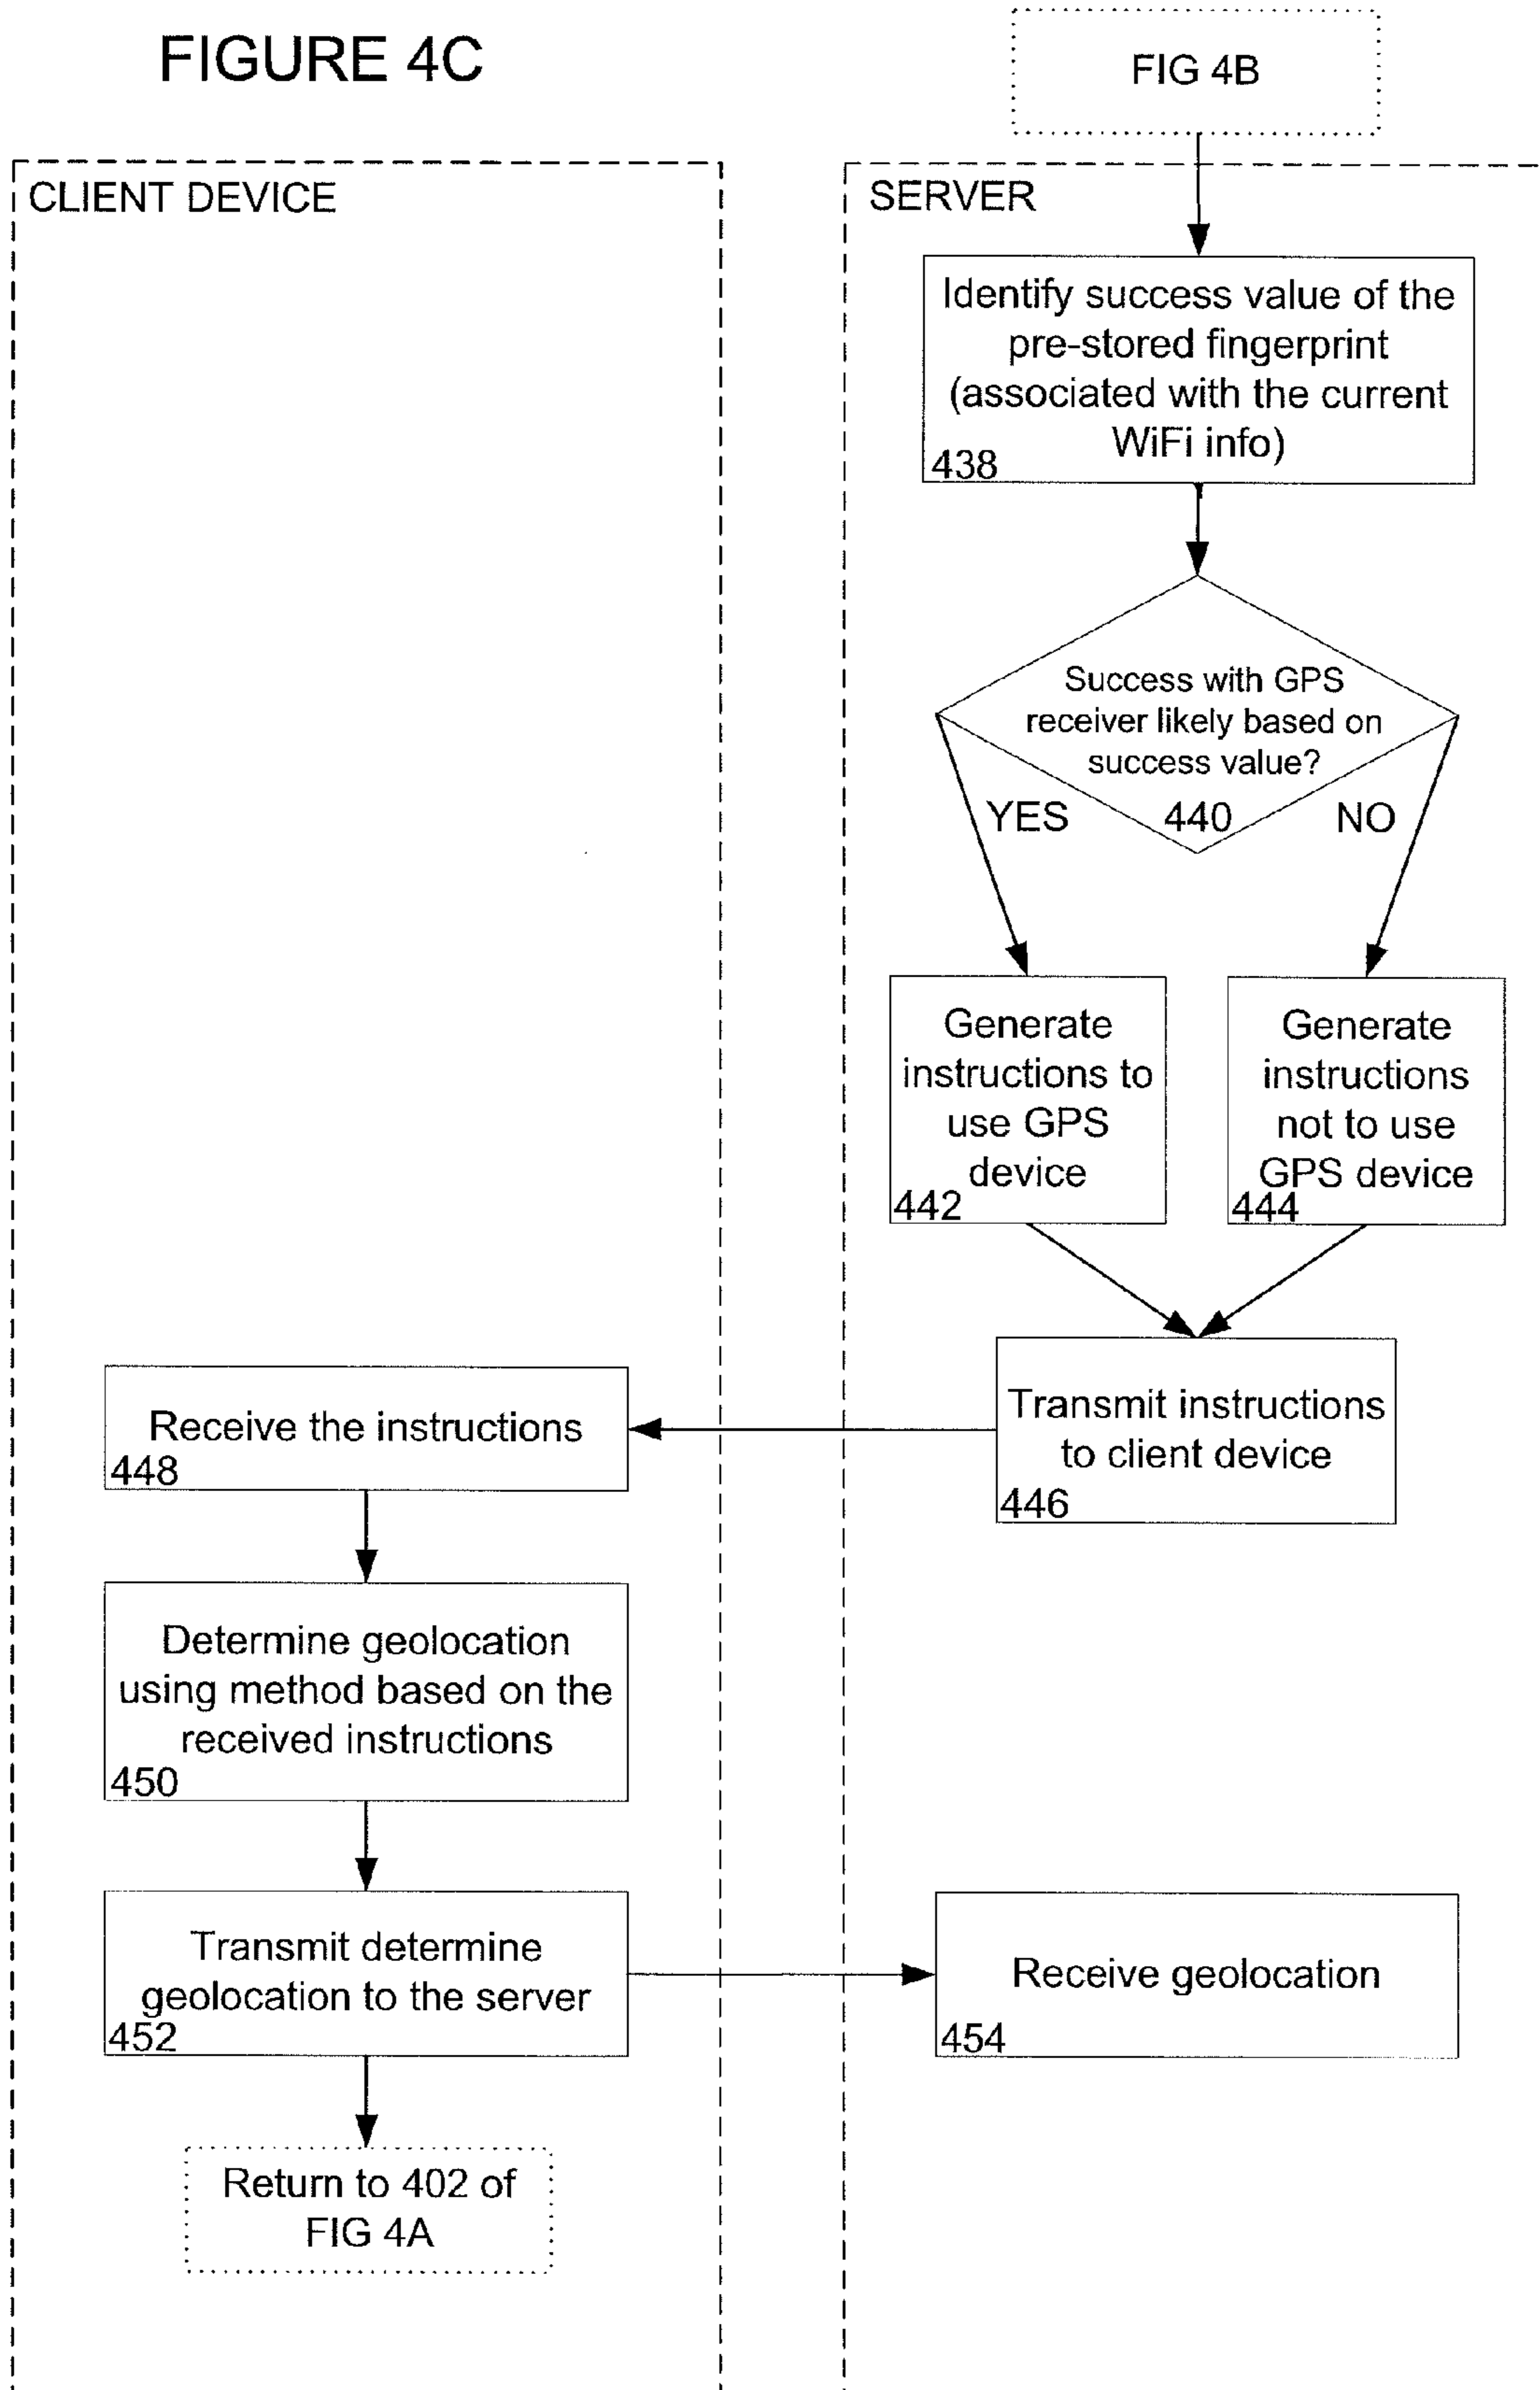 FIGURE 4C
FIG 4B
CLIENT DEVICE
SERVER
Identify success value of the
pre-stored fingerprint
(associated with the current
WiFi info)
438
Success with GPS
receiver likely based on
success value?
440
YES
NO
Generate
instructions to
use GPS
device
442
Generate
instructions
not to use
GPS device
444
Transmit instructions
to client device
446
Receive the instructions
448
Determine geolocation
using method based on the
received instructions
450
Transmit determine
geolocation to the server
452
Receive geolocation
454
Return to 402 of
FIG 4A